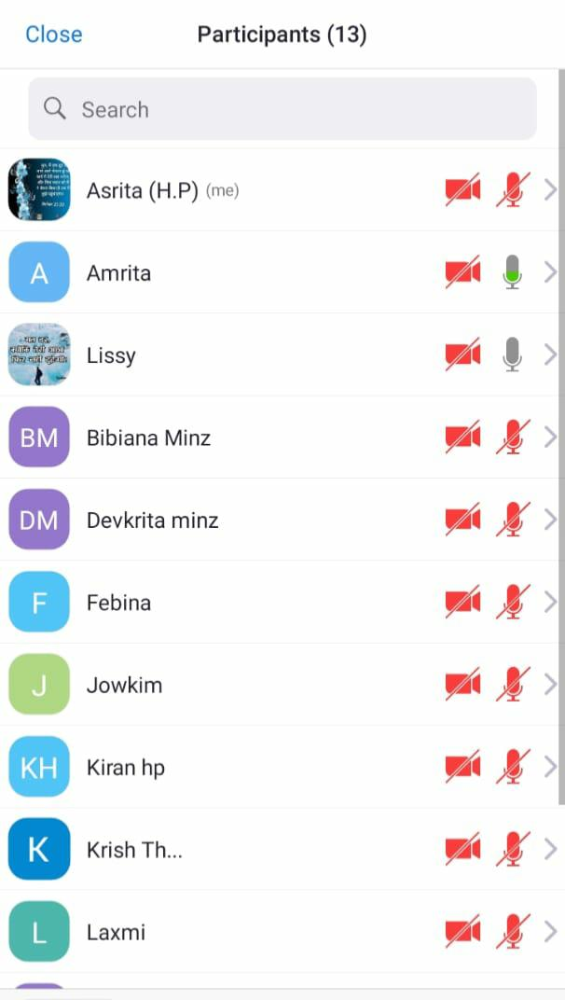 Close
Participants (13)
Search
Asrita (H.P) (me)
A
Amrita
Lissy
BM
Bibiana Minz
DM
Devkrita minz
F
Febina
J
Jowkim
KH
Kiran hp
K
Krish Th...
L
Laxmi